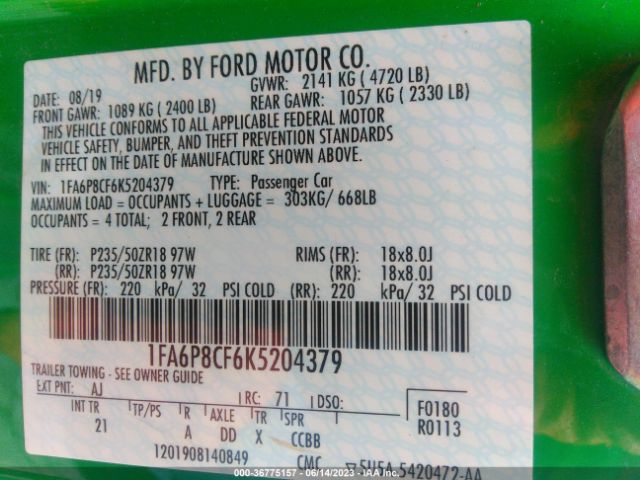 MFD. BY FORD MOTOR CO.
DATE: 08/19 GVWR: 2141 KG ( 4720 LB)
FRONT GAWR: 1089 KG ( 2400 LB) REAR GAWR: 1057 KG ( 2330 LB)
THIS VEHICLE CONFORMS TO ALL APPLICABLE FEDERAL MOTOR
VEHICLE SAFETY, BUMPER, AND THEFT PREVENTION STANDARDS
IN EFFECT ON THE DATE OF MANUFACTURE SHOWN ABOVE.
VIN: 1FA6P8CF6K5204379 TYPE: Passenger Car
MAXIMUM LOAD = OCCUPANTS + LUGGAGE = 303KG/ 668LB
OCCUPANTS = 4 TOTAL; 2 FRONT, 2 REAR
TIRE (FR): P235/50ZR18 97W RIMS (FR): 18x8.0J
(RR): P235/50ZR18 97W (RR): 18x8.0J
PRESSURE (FR): 220 kPa/ 32 PSI COLD (RR): 220 kPa/ 32 PSI COLD
1FA6P8CF6K5204379
TRAILER TOWING - SEE OWNER GUIDE
EXT PNT: AJ RC: 71 DSO:
INT TR TP/PS R AXLE TR SPR F0180
21 A DD X CCBB R0113
1201908140849 CMC 5U5A-5420472-AA
000-36775157 - 06/14/2023 - COPART.COM